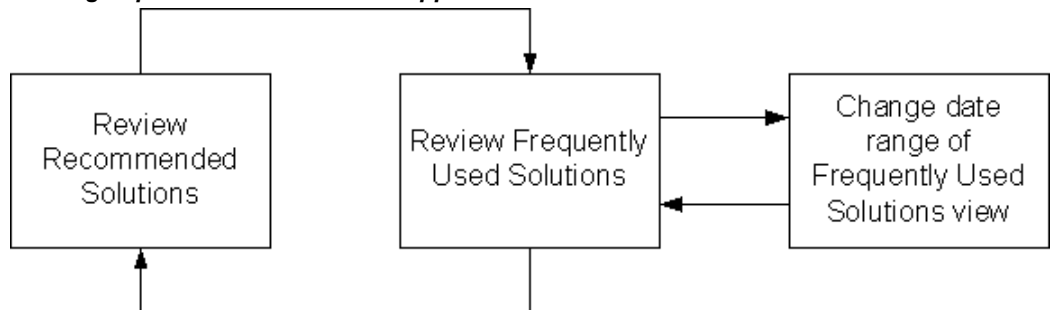 Review
Recommended
Solutions
Review Frequently
Used Solutions
Change date
range of
Frequently Used
Solutions view